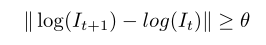 ‖ log(I_{t+1}) − log(I_t)‖ ≥ θ